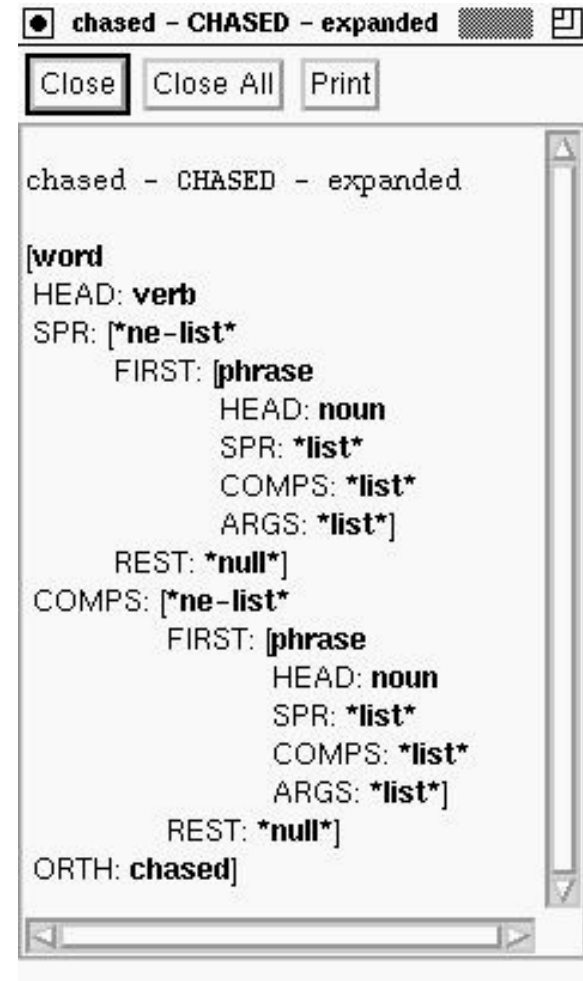 chased – CHASED – expanded
Close Close All Print
chased - CHASED - expanded
[word
HEAD: verb
SPR: [*ne-list*
FIRST: [phrase
HEAD: noun
SPR: *list*
COMPS: *list*
ARGS: *list*]
REST: *null*]
COMPS: [*ne-list*
FIRST: [phrase
HEAD: noun
SPR: *list*
COMPS: *list*
ARGS: *list*]
REST: *null*]
ORTH: chased]